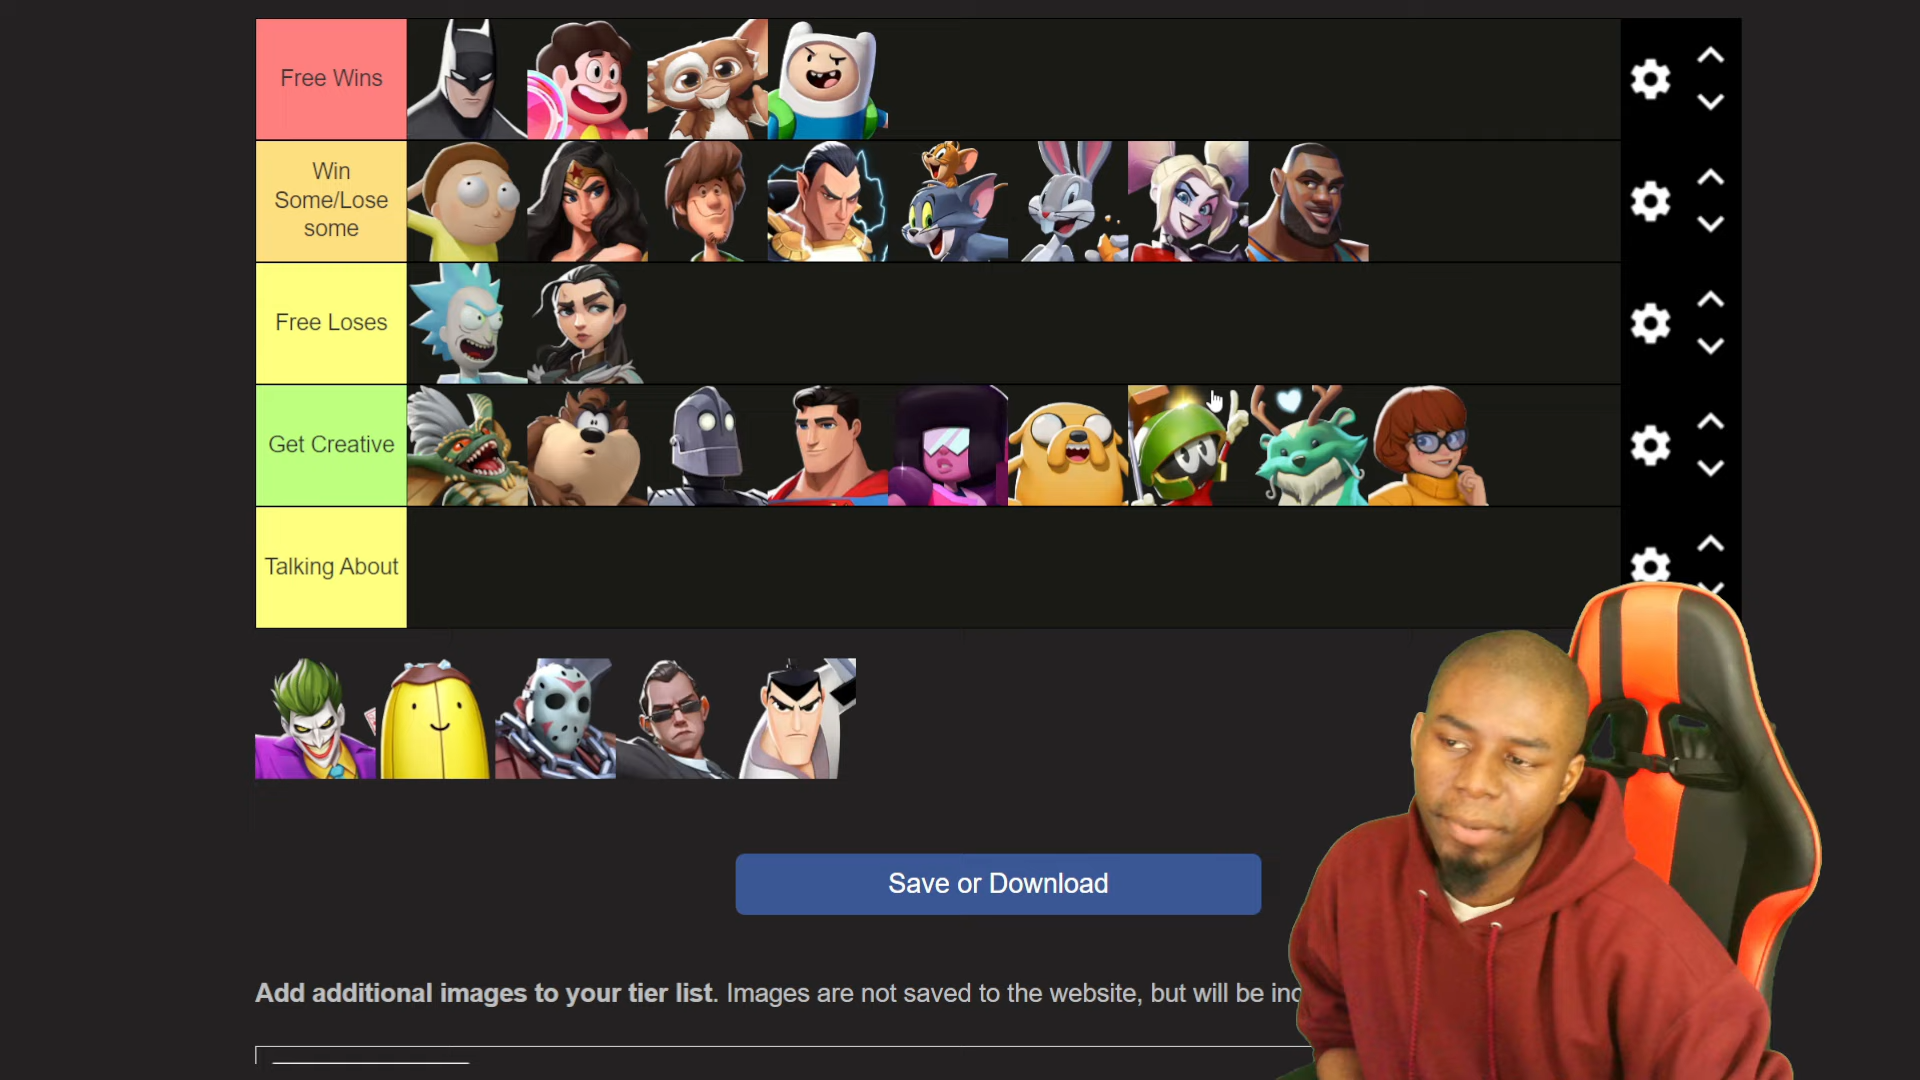 Free Wins
Win
Some/Lose
some
Free Loses
Get Creative
Talking About
Save or Download
Add additional images to your tier list. Images are not saved to the website, but will be inc